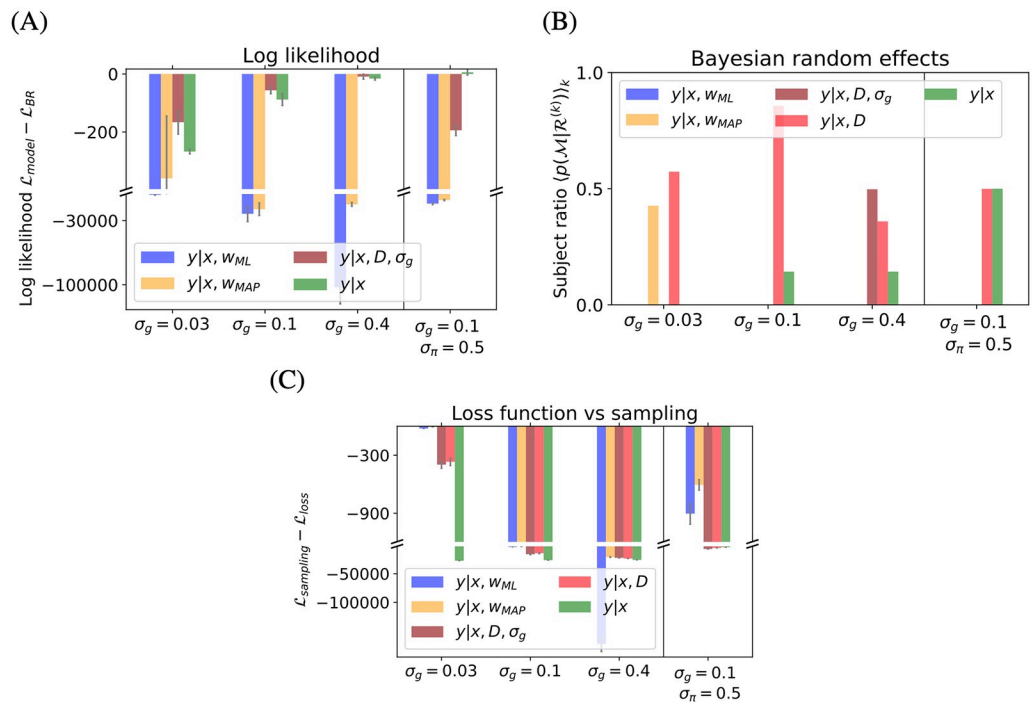 (A)
Log likelihood
Log likelihood ℒ_model − ℒ_BR
0
−200
−30000
−100000
y|x, w_ML
y|x, w_MAP
y|x, D, σ_g
y|x
σ_g = 0.03
σ_g = 0.1
σ_g = 0.4
σ_g = 0.1
σ_π = 0.5
(B)
Bayesian random effects
Subject ratio ⟨p(ℳ|ℛ^(k))⟩_k
1.0
0.5
0.0
y|x, w_ML
y|x, w_MAP
y|x, D, σ_g
y|x, D
y|x
σ_g = 0.03
σ_g = 0.1
σ_g = 0.4
σ_g = 0.1
σ_π = 0.5
(C)
Loss function vs sampling
ℒ_sampling − ℒ_loss
−300
−900
−50000
−100000
y|x, w_ML
y|x, w_MAP
y|x, D, σ_g
y|x, D
y|x
σ_g = 0.03
σ_g = 0.1
σ_g = 0.4
σ_g = 0.1
σ_π = 0.5